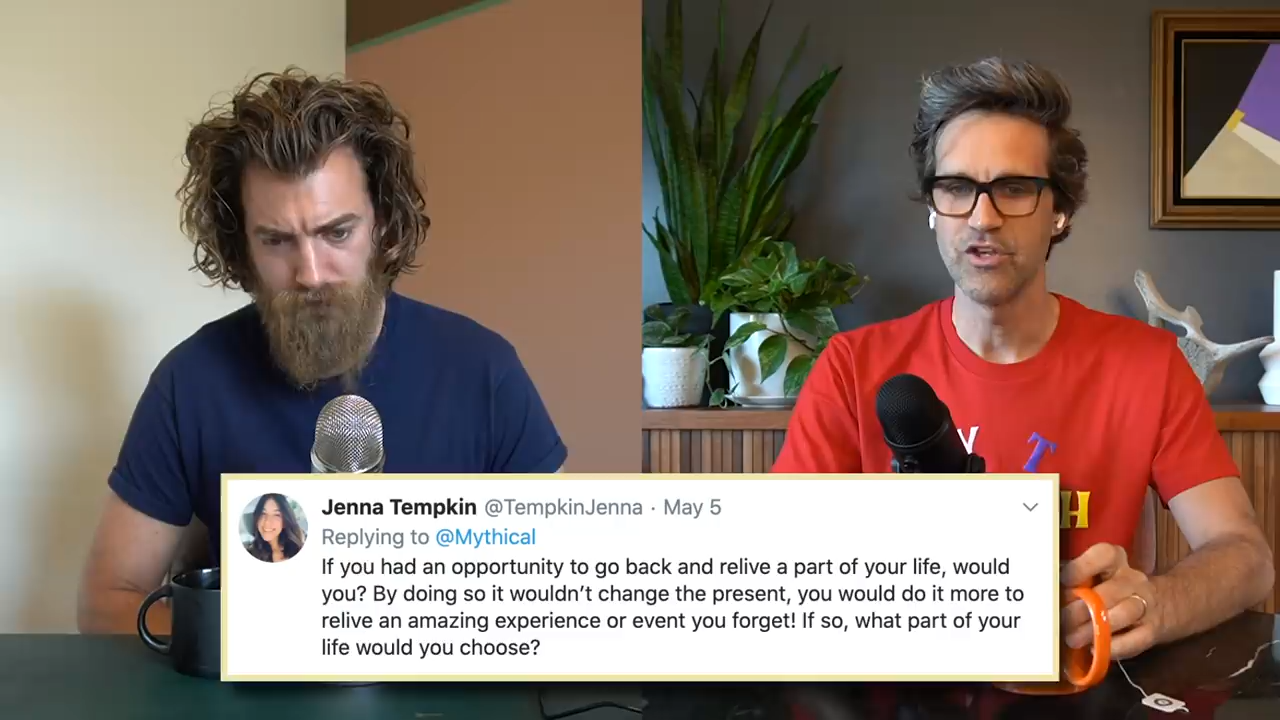 Y T
H
Jenna Tempkin @TempkinJenna · May 5
Replying to @Mythical
If you had an opportunity to go back and relive a part of your life, would
you? By doing so it wouldn’t change the present, you would do it more to
relive an amazing experience or event you forget! If so, what part of your
life would you choose?